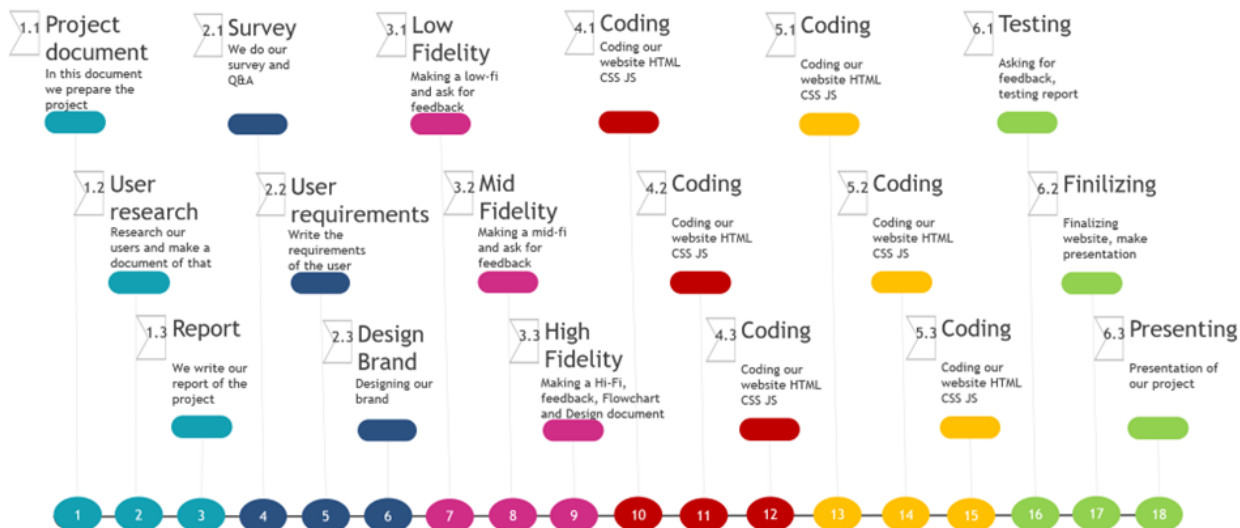 1.1 Project
document
In this document
we prepare the
project
2.1 Survey
We do our
survey and
Q&A
3.1 Low
Fidelity
Making a low-fi
and ask for
feedback
4.1 Coding
Coding our
website HTML
CSS JS
5.1 Coding
Coding our
website HTML
CSS JS
6.1 Testing
Asking for
feedback,
testing report
1.2 User
research
Research our
users and make a
document of that
2.2 User
requirements
Write the
requirements
of the user
3.2 Mid
Fidelity
Making a mid-fi
and ask for
feedback
4.2 Coding
Coding our
website HTML
CSS JS
5.2 Coding
Coding our
website HTML
CSS JS
6.2 Finilizing
Finalizing
website, make
presentation
1.3 Report
We write our
report of the
project
2.3 Design
Brand
Designing our
brand
3.3 High
Fidelity
Making a Hi-Fi,
feedback, Flowchart
and Design document
4.3 Coding
Coding our
website HTML
CSS JS
5.3 Coding
Coding our
website HTML
CSS JS
6.3 Presenting
Presentation of
our project
1 2 3 4 5 6 7 8 9 10 11 12 13 14 15 16 17 18